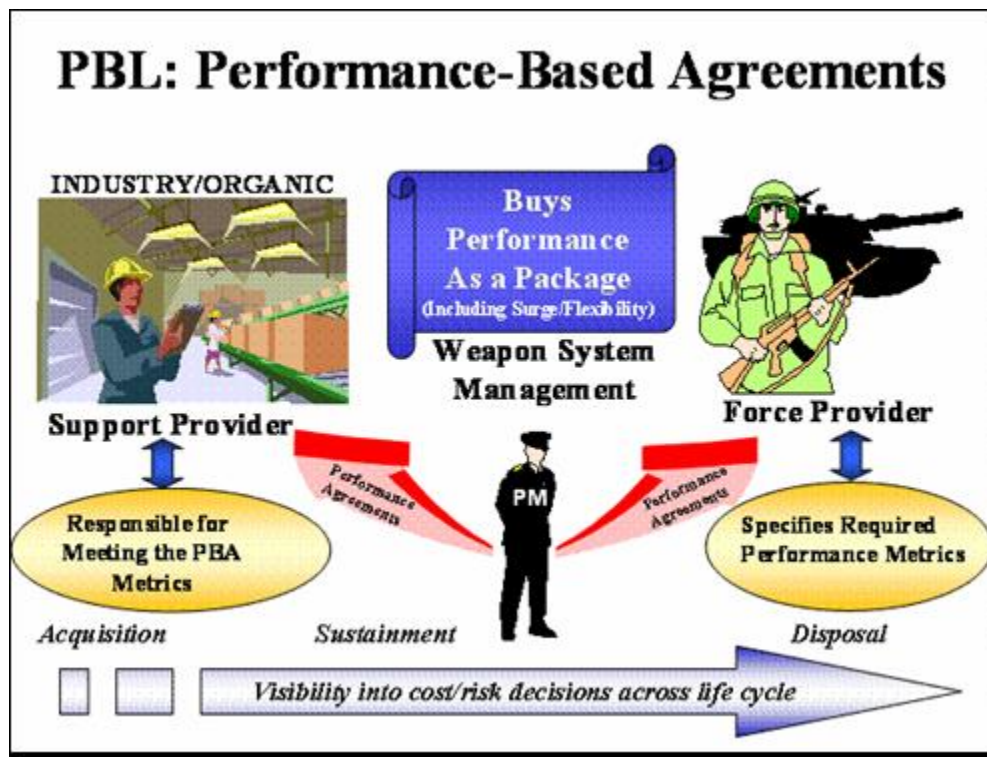 PBL: Performance-Based Agreements
INDUSTRY/ORGANIC
Buys
Performance
As a Package
(Including Surge/Flexibility)
Weapon System
Management
Support Provider
Force Provider
Performance
Agreements
PM
Performance
Agreements
Responsible for
Meeting the PBA
Metrics
Specifies Required
Performance Metrics
Acquisition
Sustainment
Disposal
Visibility into cost/risk decisions across life cycle